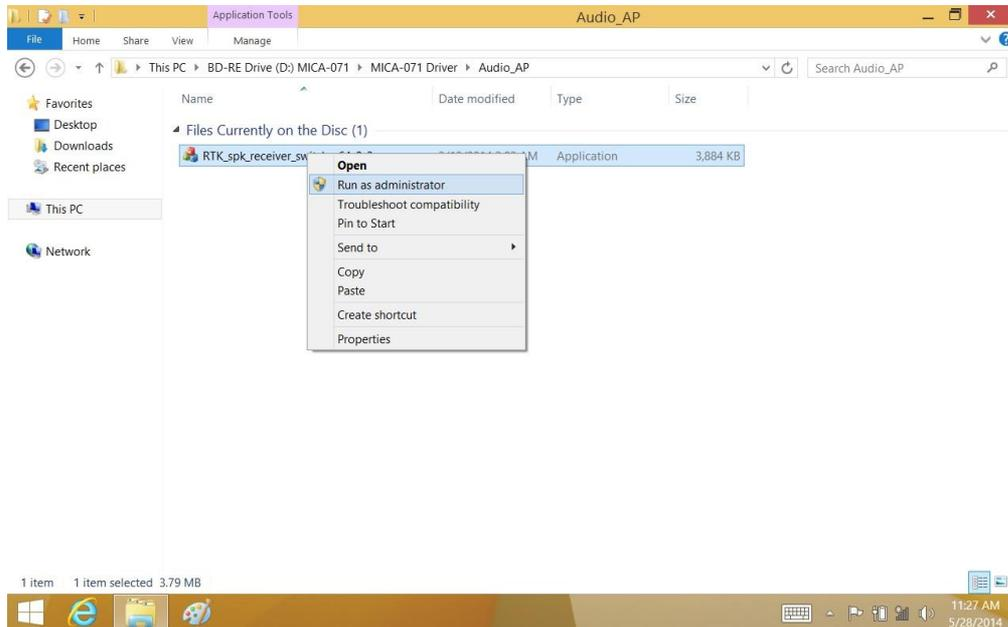 Application Tools
Audio_AP
File Home Share View Manage
This PC BD-RE Drive (D:) MICA-071 MICA-071 Driver Audio_AP
Search Audio_AP
Favorites
Desktop
Downloads
Recent places
This PC
Network
Name Date modified Type Size
Files Currently on the Disc (1)
Application 3,884 KB
Open
Run as administrator
Troubleshoot compatibility
Pin to Start
Send to
Copy
Paste
Create shortcut
Properties
1 item 1 item selected 3.79 MB
11:27 AM
5/28/2014